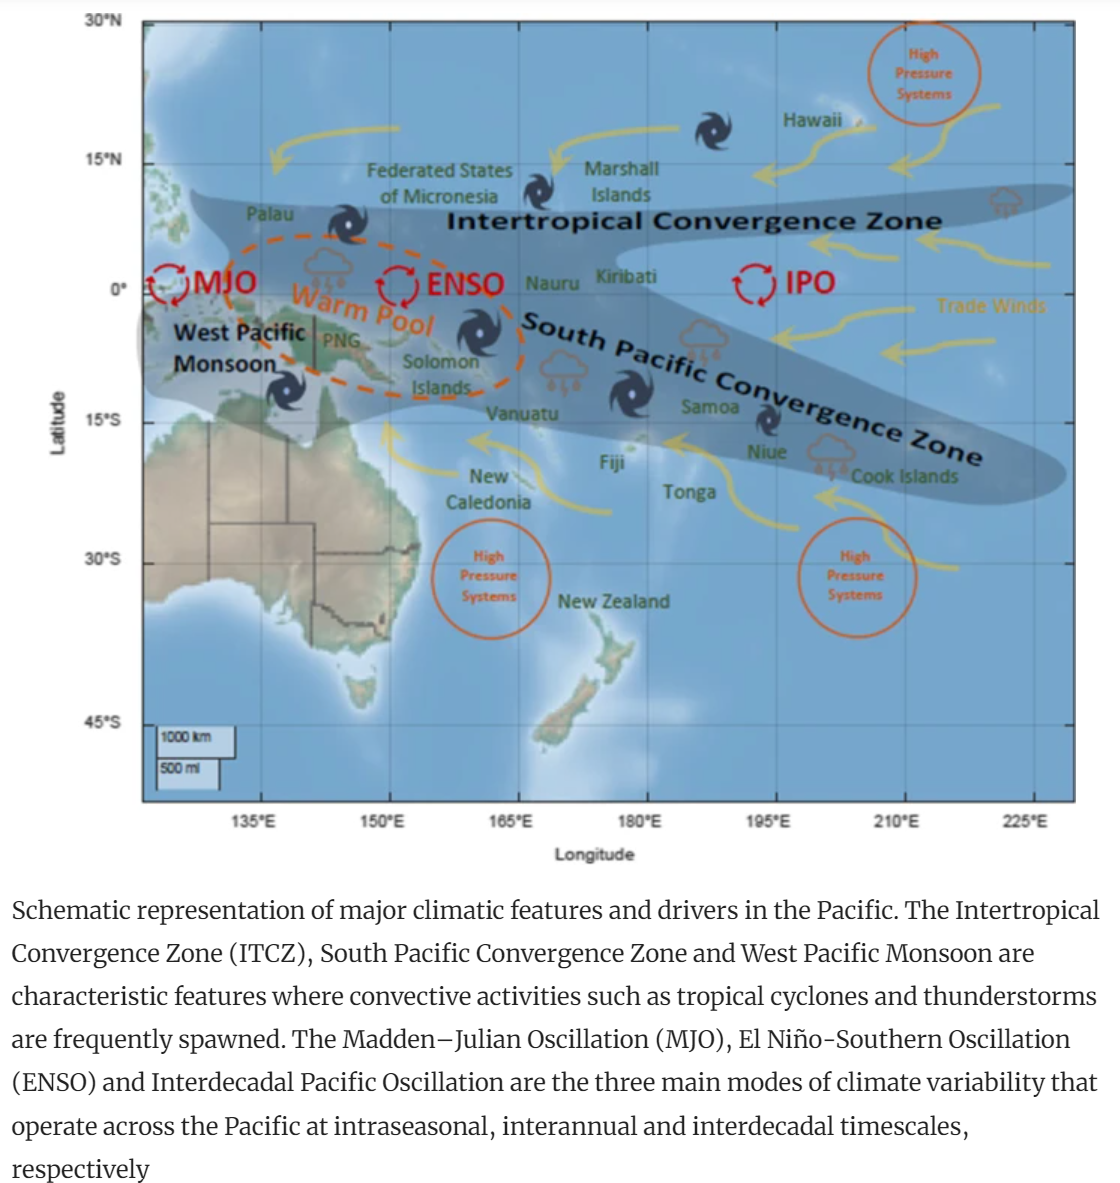 30°N
High
Pressure
Systems
Hawaii
15°N
Federated States
of Micronesia
Marshall
Islands
Palau
Intertropical Convergence Zone
MJO
ENSO
Nauru
Kiribati
IPO
0°
Warm Pool
Trade Winds
West Pacific
Monsoon
PNG
Solomon
Islands
South Pacific Convergence Zone
Latitude
15°S
Vanuatu
Samoa
Fiji
Niue
New
Caledonia
Tonga
Cook Islands
30°S
High
Pressure
Systems
High
Pressure
Systems
New Zealand
45°S
1000 km
500 mi
135°E
150°E
165°E
180°E
195°E
210°E
225°E
Longitude
Schematic representation of major climatic features and drivers in the Pacific. The Intertropical
Convergence Zone (ITCZ), South Pacific Convergence Zone and West Pacific Monsoon are
characteristic features where convective activities such as tropical cyclones and thunderstorms
are frequently spawned. The Madden–Julian Oscillation (MJO), El Niño-Southern Oscillation
(ENSO) and Interdecadal Pacific Oscillation are the three main modes of climate variability that
operate across the Pacific at intraseasonal, interannual and interdecadal timescales,
respectively